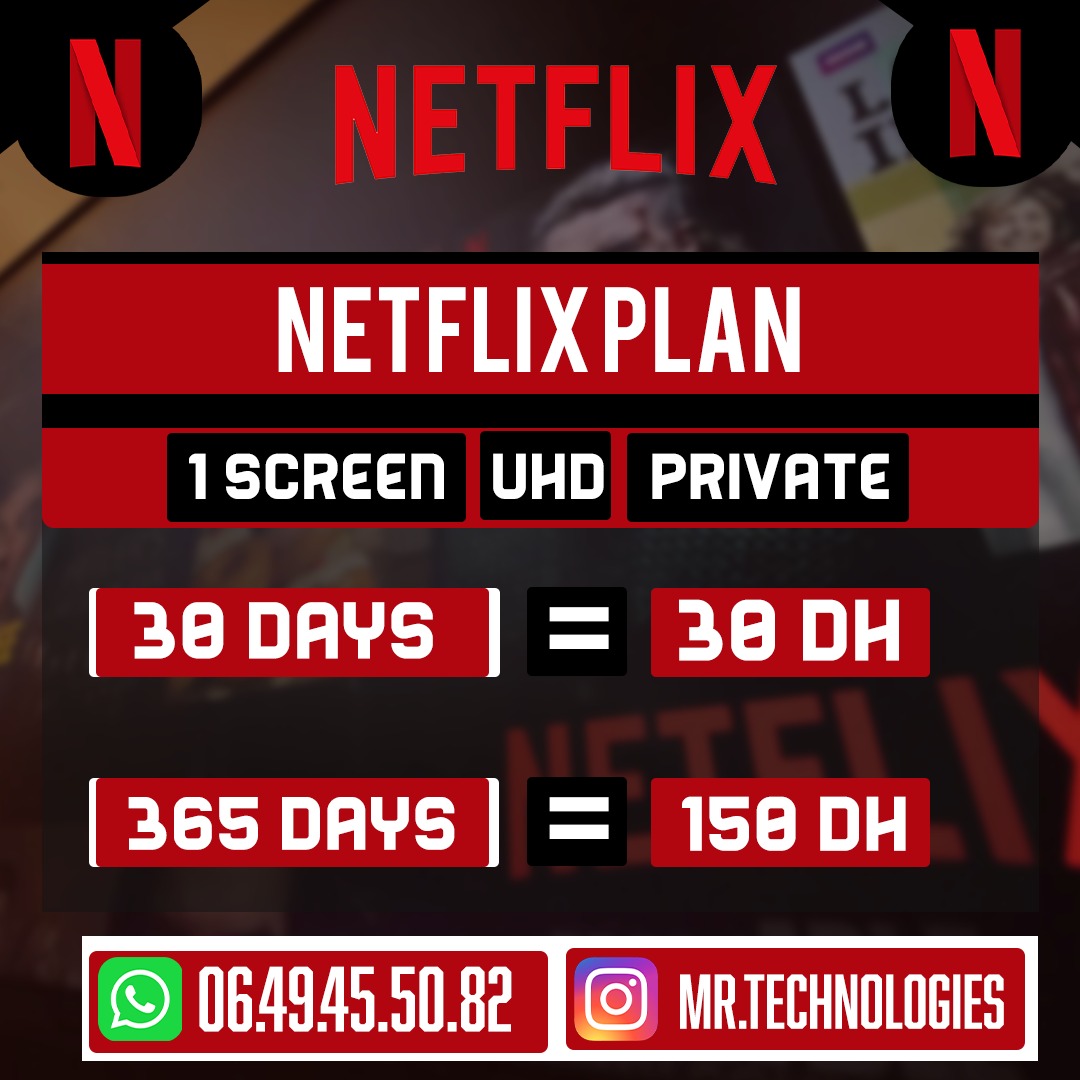 N
NETFLIX
N
NETFLIX PLAN
1 SCREEN UHD PRIVATE
30 DAYS = 30 DH
NETFLIX
365 DAYS = 150 DH
06.49.45.50.82 MR.TECHNOLOGIES